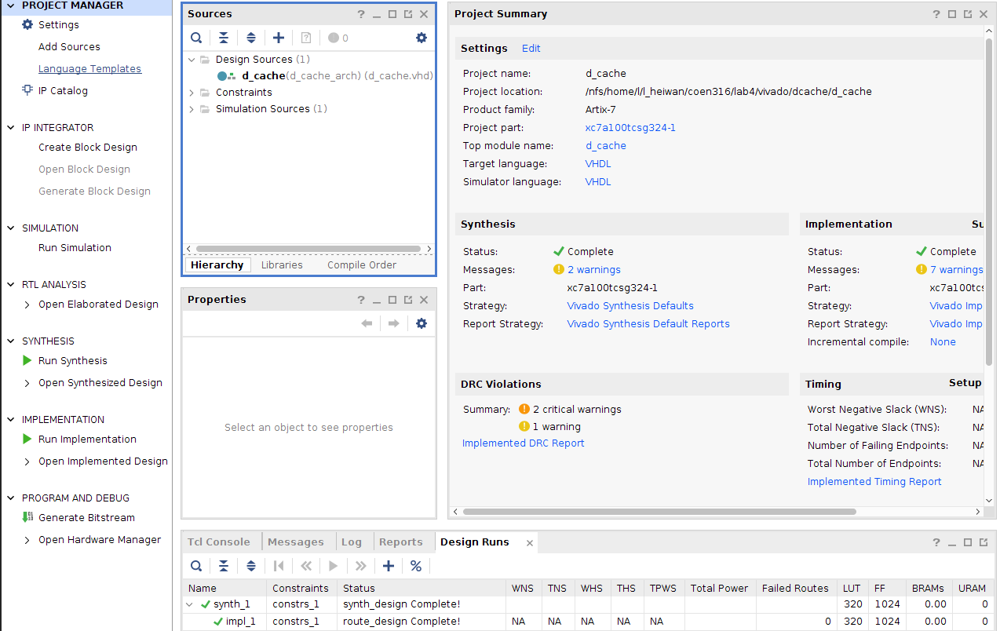 PROJECT MANAGER
Settings
Add Sources
Language Templates
IP Catalog
IP INTEGRATOR
Create Block Design
Open Block Design
Generate Block Design
SIMULATION
Run Simulation
RTL ANALYSIS
Open Elaborated Design
SYNTHESIS
Run Synthesis
Open Synthesized Design
IMPLEMENTATION
Run Implementation
Open Implemented Design
PROGRAM AND DEBUG
Generate Bitstream
Open Hardware Manager
Sources
0
Design Sources (1)
d_cache(d_cache_arch) (d_cache.vhd)
Constraints
Simulation Sources (1)
Hierarchy Libraries Compile Order
Properties
Select an object to see properties
Project Summary
Settings Edit
Project name: d_cache
Project location: /nfs/home/l/l_heiwan/coen316/lab4/vivado/dcache/d_cache
Product family: Artix-7
Project part: xc7a100tcsg324-1
Top module name: d_cache
Target language: VHDL
Simulator language: VHDL
Synthesis
Status: Complete
Messages: 2 warnings
Part: xc7a100tcsg324-1
Strategy: Vivado Synthesis Defaults
Report Strategy: Vivado Synthesis Default Reports
Implementation Su
Status: Complete
Messages: 7 warnings
Part: xc7a100tcs
Strategy: Vivado Imp
Report Strategy: Vivado Imp
Incremental compile: None
DRC Violations
Summary: 2 critical warnings
1 warning
Implemented DRC Report
Timing Setup
Worst Negative Slack (WNS): NA
Total Negative Slack (TNS): NA
Number of Failing Endpoints: NA
Total Number of Endpoints: NA
Implemented Timing Report
Tcl Console Messages Log Reports Design Runs
Name Constraints Status WNS TNS WHS THS TPWS Total Power Failed Routes LUT FF BRAMs URAM
synth_1 constrs_1 synth_design Complete! 320 1024 0.00 0
impl_1 constrs_1 route_design Complete! NA NA NA NA NA 0 320 1024 0.00 0